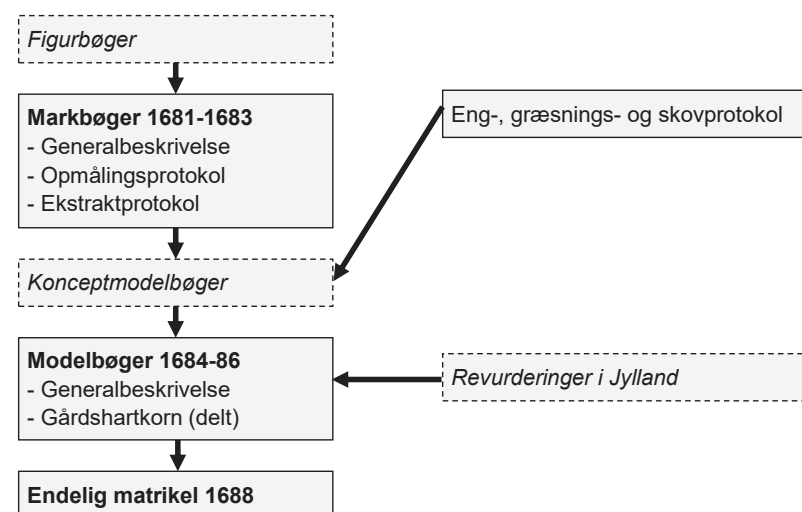 Figurbøger
Markbøger 1681-1683
- Generalbeskrivelse
- Opmålingsprotokol
- Ekstraktprotokol
Eng-, græsnings- og skovprotokol
Konceptmodelbøger
Modelbøger 1684-86
- Generalbeskrivelse
- Gårdshartkorn (delt)
Revurderinger i Jylland
Endelig matrikel 1688